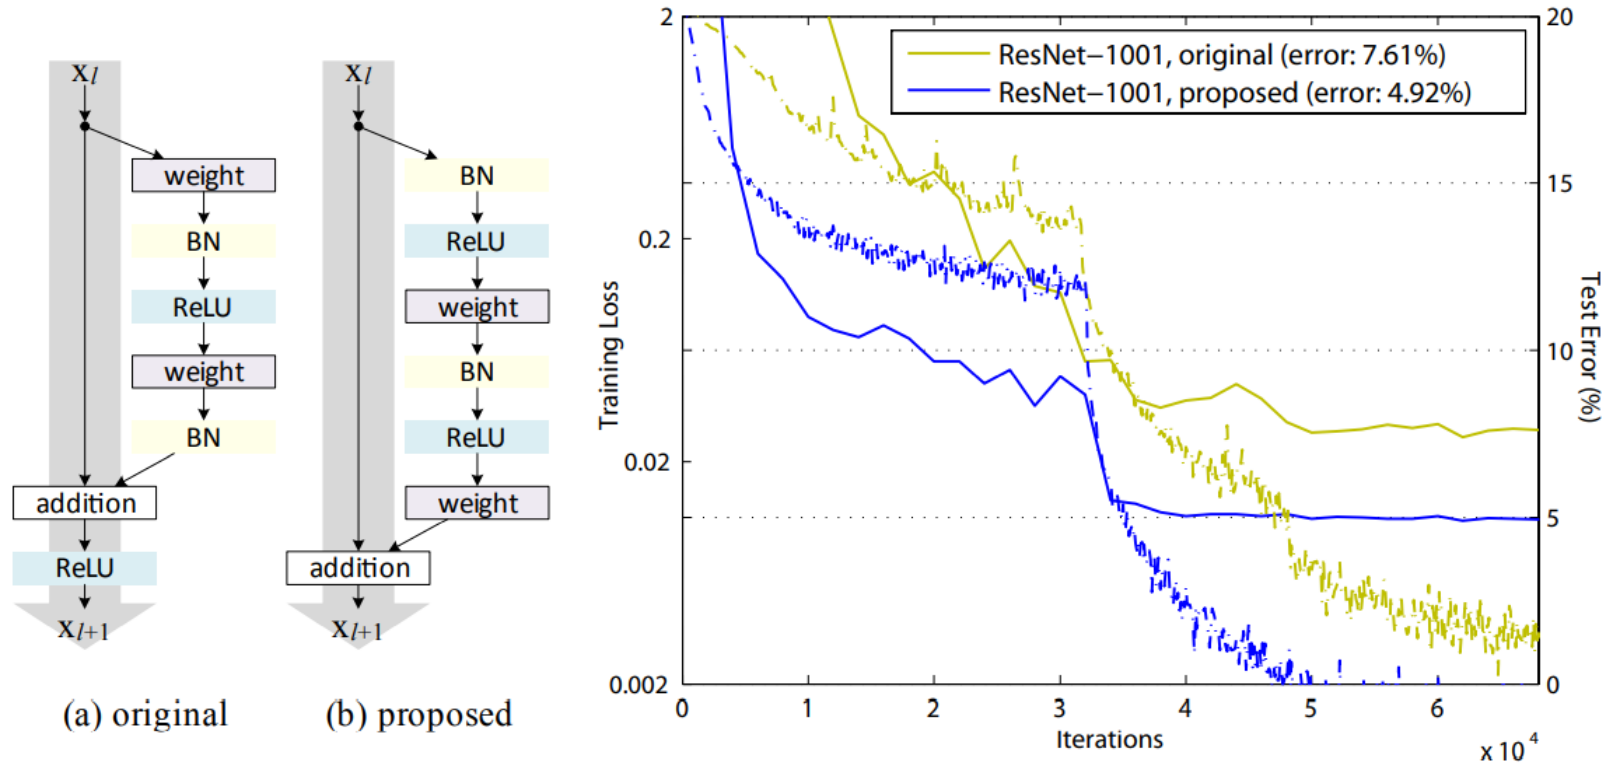 x_l
weight
BN
ReLU
weight
BN
addition
ReLU
x_{l+1}
(a) original
x_l
BN
ReLU
weight
BN
ReLU
weight
addition
x_{l+1}
(b) proposed
ResNet−1001, original (error: 7.61%)
ResNet−1001, proposed (error: 4.92%)
2
0.2
0.02
0.002
Training Loss
20
15
10
5
0
Test Error (%)
0 1 2 3 4 5 6
x 10^4
Iterations